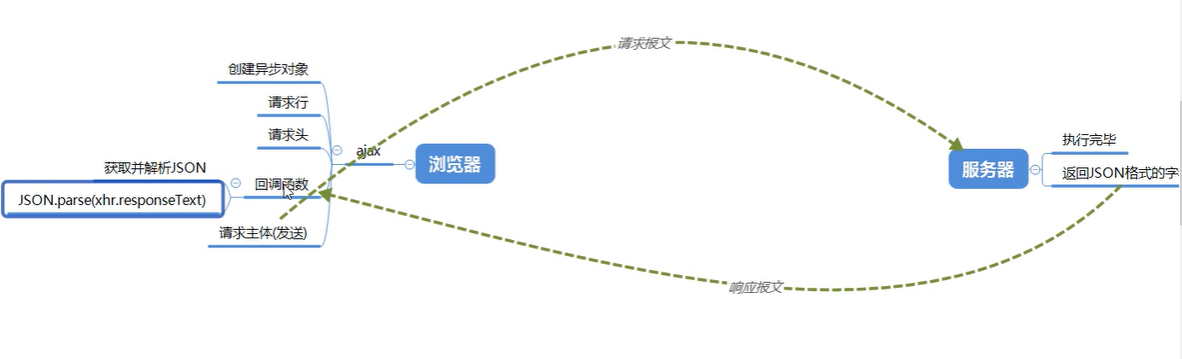 请求报文
创建异步对象
请求行
请求头
ajax
浏览器
获取并解析JSON
JSON.parse(xhr.responseText)
回调函数
请求主体(发送)
服务器
执行完毕
返回JSON格式的字
响应报文